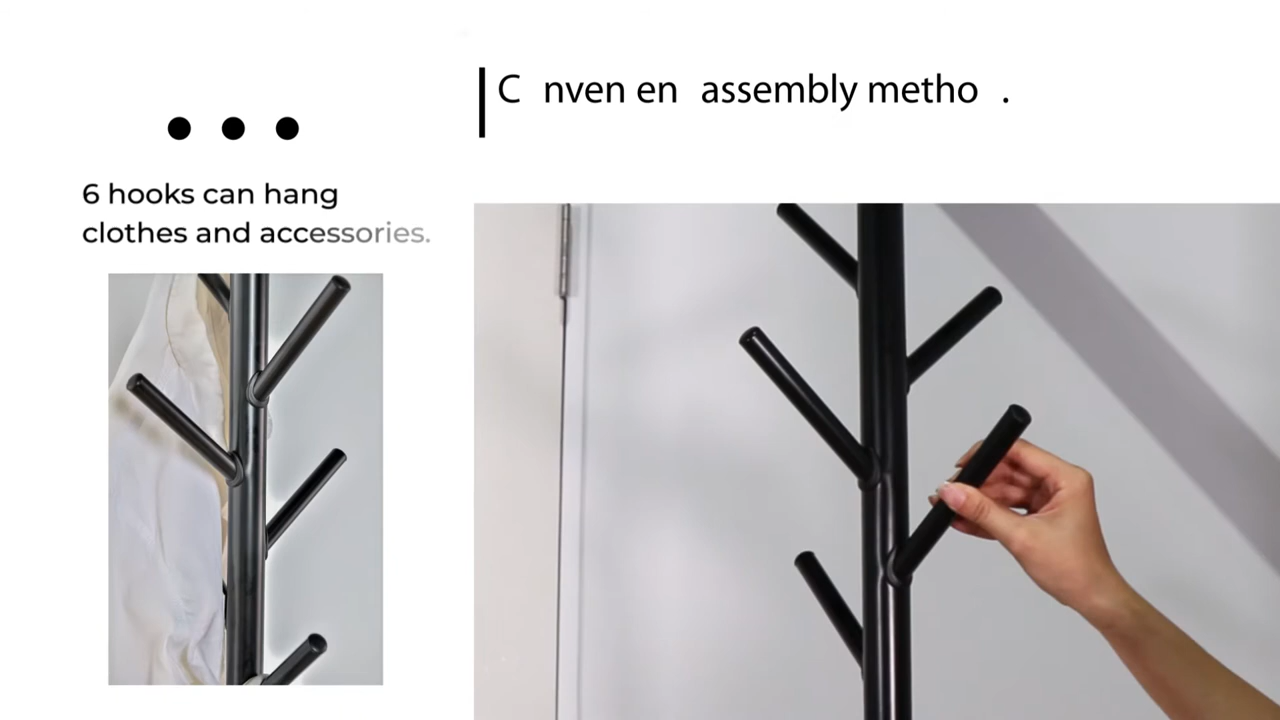 C nven en assembly metho .
6 hooks can hang
clothes and accessories.